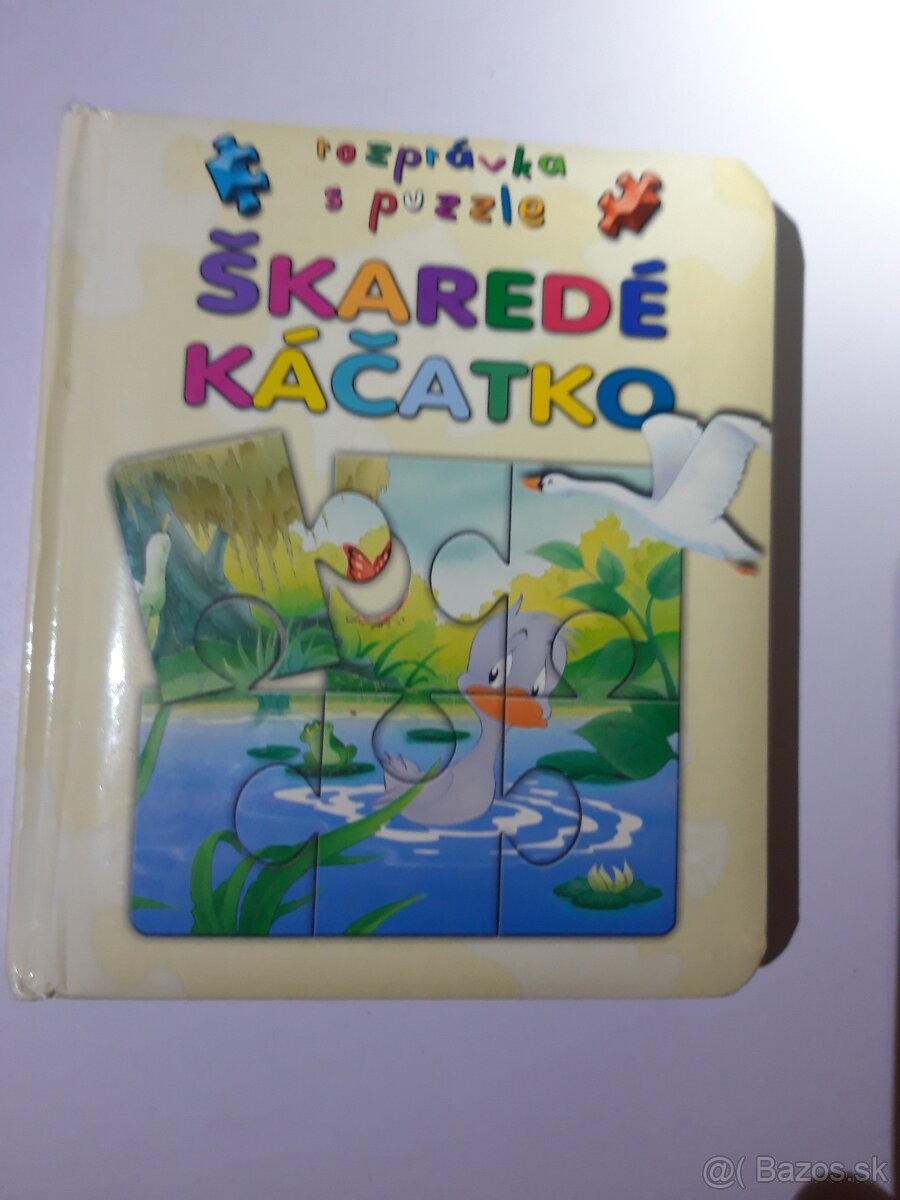 rozprávka
s puzzle
ŠKAREDÉ
KÁČATKO
@( Bazos.sk